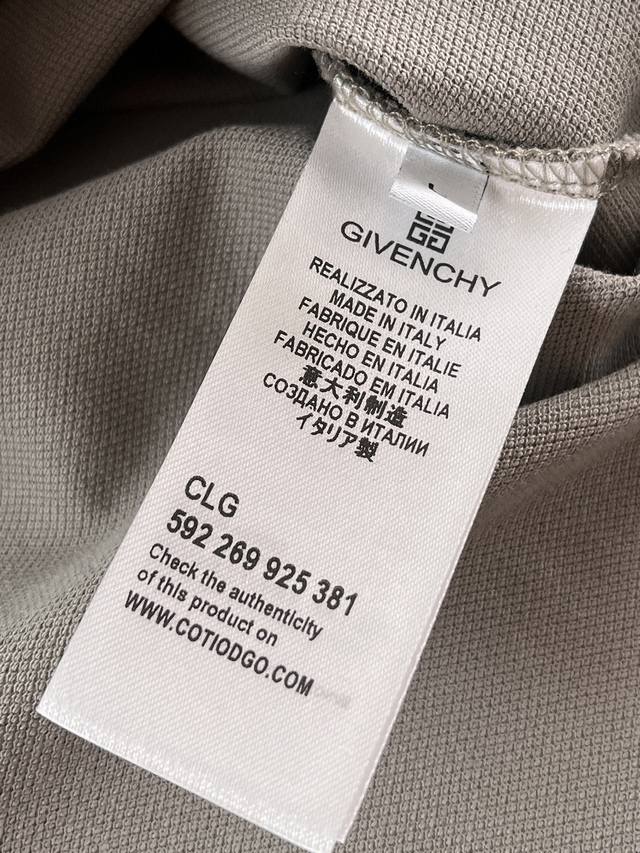 GIVENCHY
REALIZZATO IN ITALIA
MADE IN ITALY
FABRIQUE EN ITALIE
HECHO EN ITALIA
FABRICADO EM ITALIA
意大利制造
СОЗДАНО В ИТАЛИИ
イタリア製
CLG
592 269 925 381
Check the authenticity
of this product on
WWW.COTIODGO.COM